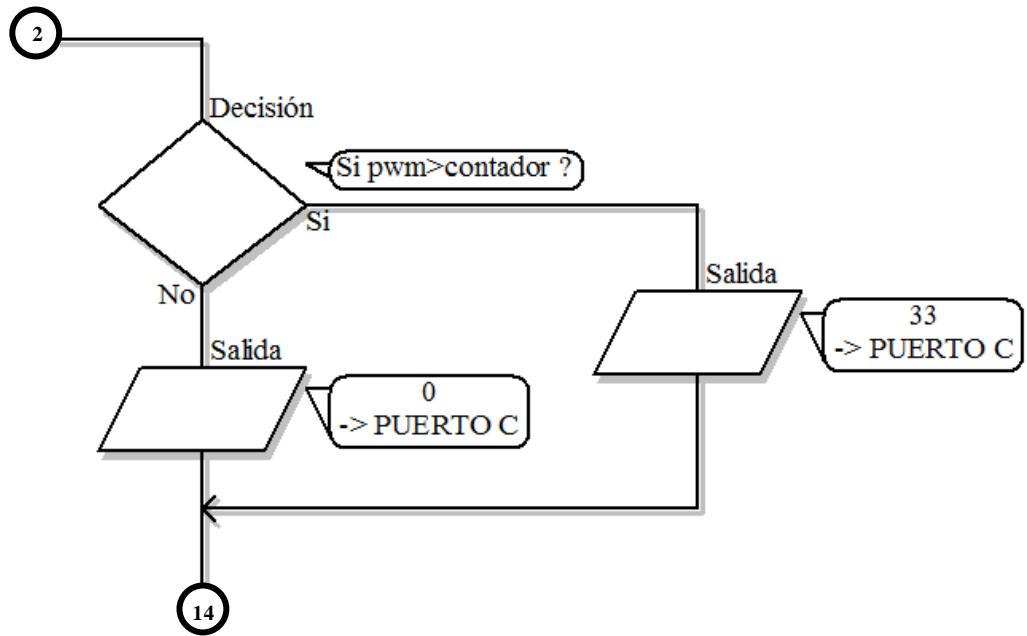 2
Decisión
Si pwm>contador ?
Si
No
Salida
33
-> PUERTO C
Salida
0
-> PUERTO C
14